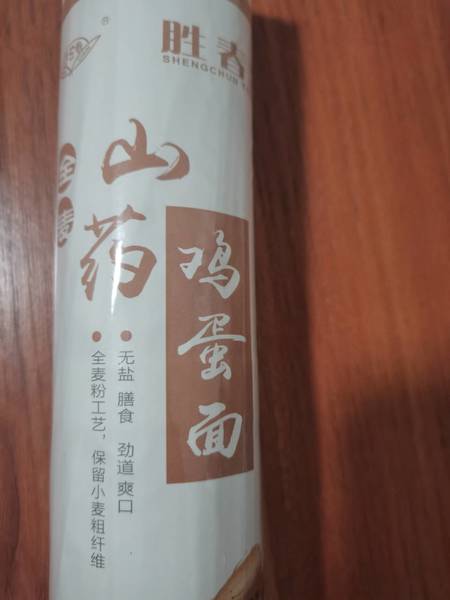 ®
胜春
SHENGCHUN
全麦
山药
鸡蛋面
无盐 膳食 劲道 爽口
全麦粉工艺，保留小麦粗纤维